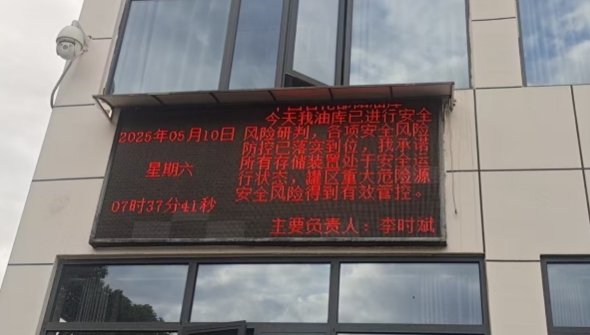 2025年05月10日
星期六
07时37分41秒
今天我油库已进行安全
风险研判，各项安全风险
防控已落实到位，我承诺
所有存储装置处于安全运
行状态，罐区重大危险源
安全风险得到有效管控。
主要负责人：李时斌